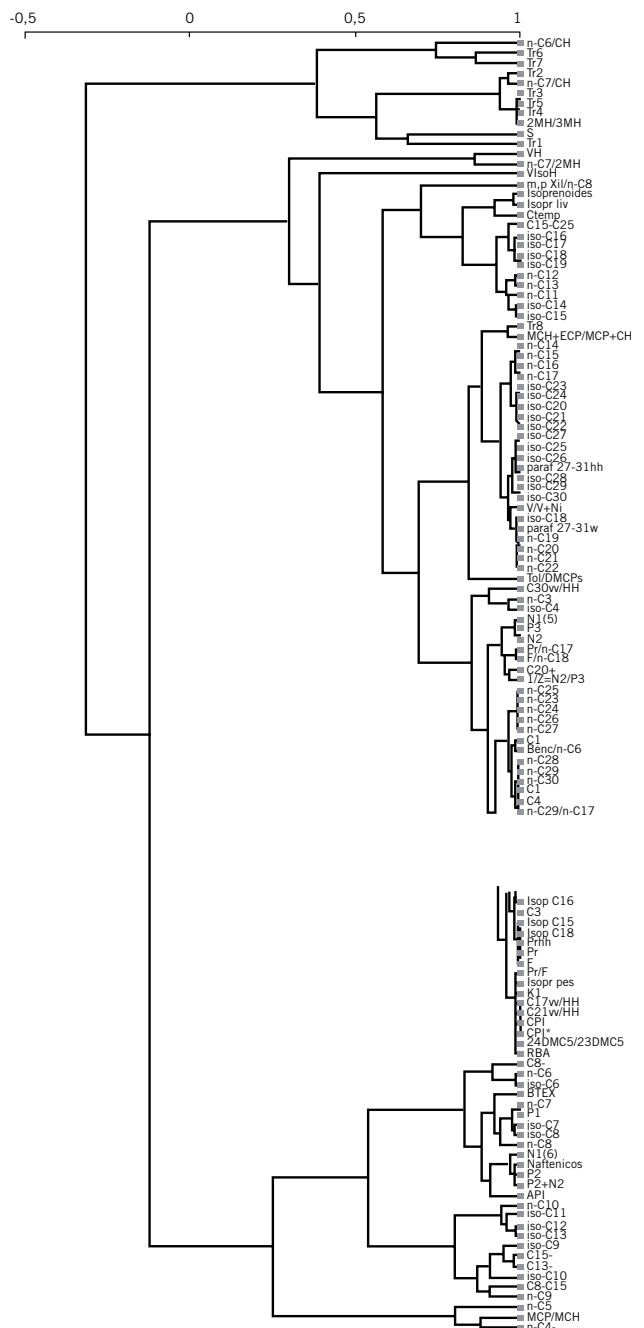 -0,5 0 0,5 1
n-C6/CH
Tr6
Tr7
Tr2
n-C7/CH
Tr3
Tr5
Tr4
2MH/3MH
S
Tr1
VH
n-C7/2MH
VIsoH
m,p Xil/n-C8
Isoprenoides
Isopr liv
Ctemp
C15-C25
iso-C16
iso-C17
iso-C18
iso-C19
n-C12
n-C13
n-C11
iso-C14
iso-C15
Tr8
MCH+ECP/MCP+CH
n-C14
n-C15
n-C16
n-C17
iso-C23
iso-C24
iso-C20
iso-C21
iso-C22
iso-C27
iso-C25
iso-C26
paraf 27-31hh
iso-C28
iso-C29
iso-C30
V/V+Ni
iso-C18
paraf 27-31w
n-C19
n-C20
n-C21
n-C22
Tol/DMCPs
C30w/HH
n-C3
iso-C4
N1(5)
P3
N2
Pr/n-C17
F/n-C18
C20+
1/Z=N2/P3
n-C25
n-C23
n-C24
n-C26
n-C27
C1
Benc/n-C6
n-C28
n-C29
n-C30
C1
C4
n-C29/n-C17
Isop C16
C3
Isop C15
Isop C18
Prhh
Pr
F
Pr/F
Isopr pes
K1
C17w/HH
C21w/HH
CPI
CPI*
24DMC5/23DMC5
RBA
C8-
n-C6
iso-C6
BTEX
n-C7
P1
iso-C7
iso-C8
n-C8
N1(6)
Naftenicos
P2
P2+N2
API
n-C10
iso-C11
iso-C12
iso-C13
iso-C9
C15-
C13-
iso-C10
C8-C15
n-C9
n-C5
MCP/MCH
n-C4-